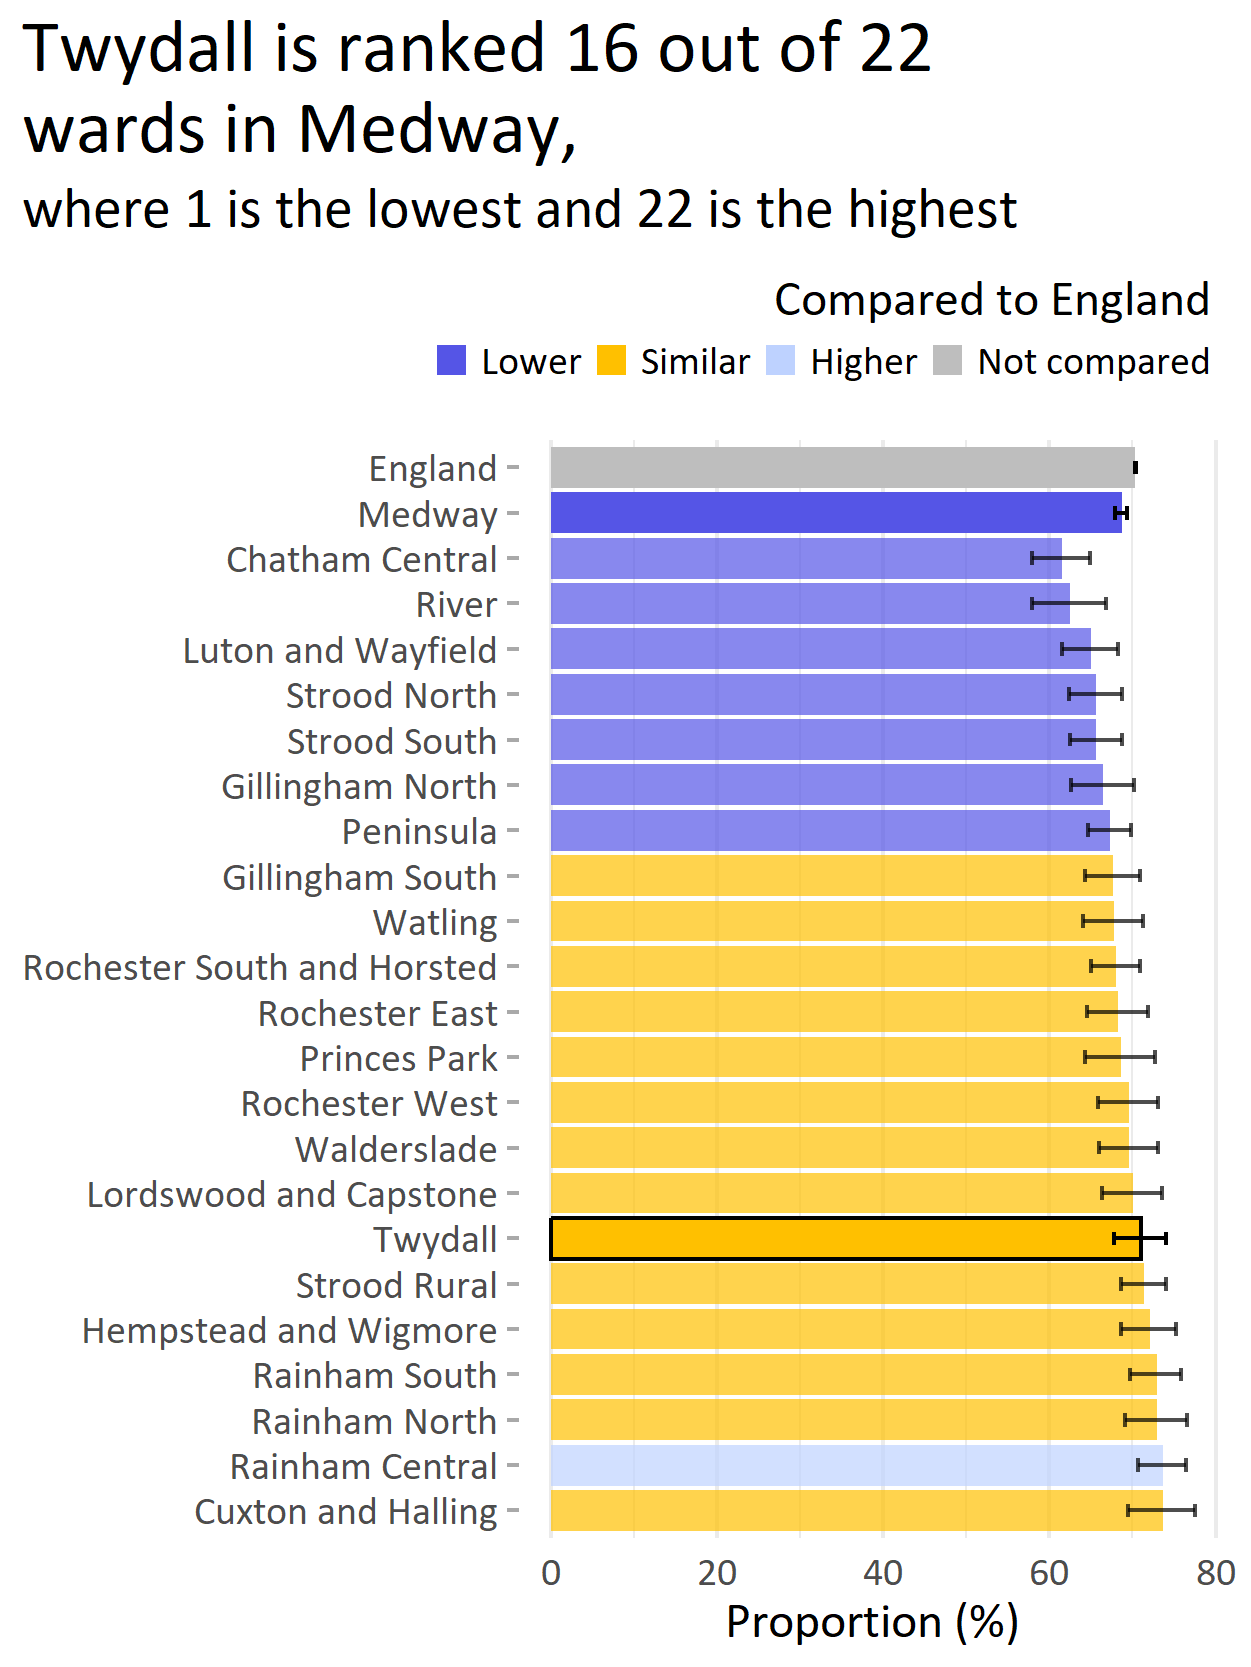 Twydall is ranked 16 out of 22
wards in Medway,
where 1 is the lowest and 22 is the highest
Compared to England
Lower Similar Higher Not compared
England
Medway
Chatham Central
River
Luton and Wayfield
Strood North
Strood South
Gillingham North
Peninsula
Gillingham South
Watling
Rochester South and Horsted
Rochester East
Princes Park
Rochester West
Walderslade
Lordswood and Capstone
Twydall
Strood Rural
Hempstead and Wigmore
Rainham South
Rainham North
Rainham Central
Cuxton and Halling
0 20 40 60 80
Proportion (%)